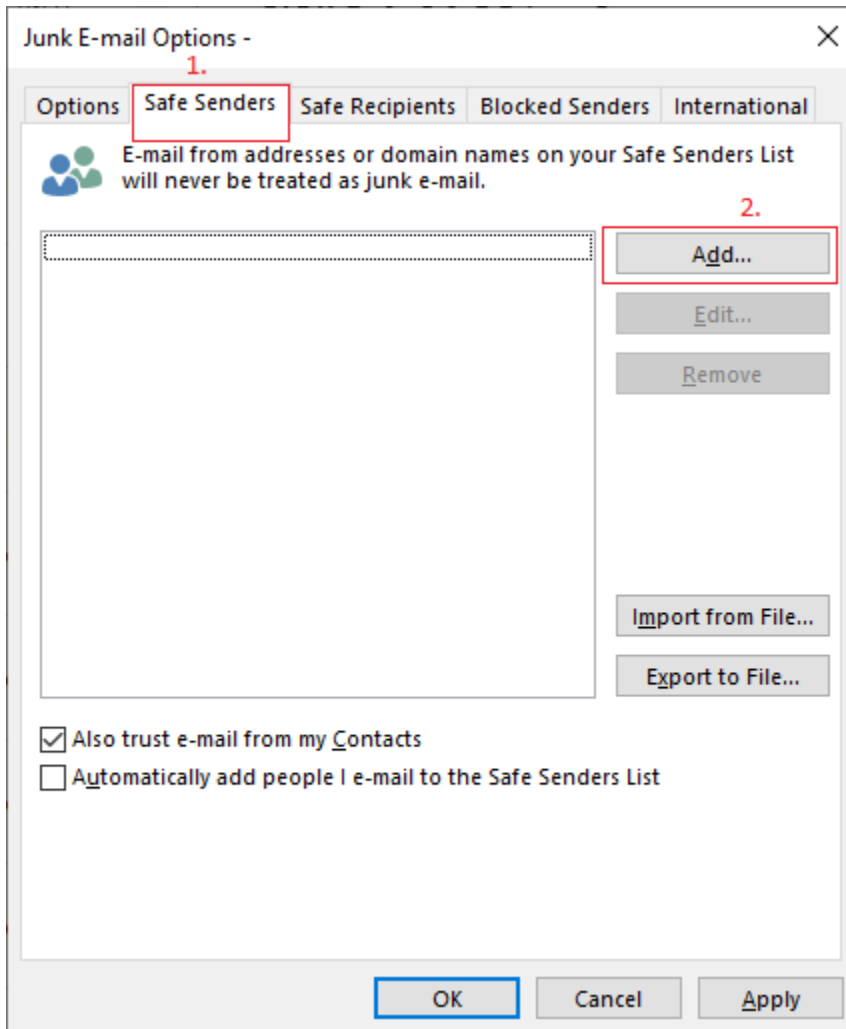 Junk E-mail Options -
1.
Options Safe Senders Safe Recipients Blocked Senders International
E-mail from addresses or domain names on your Safe Senders List
will never be treated as junk e-mail.
2.
Add...
Edit...
Remove
Import from File...
Export to File...
Also trust e-mail from my Contacts
Automatically add people I e-mail to the Safe Senders List
OK Cancel Apply